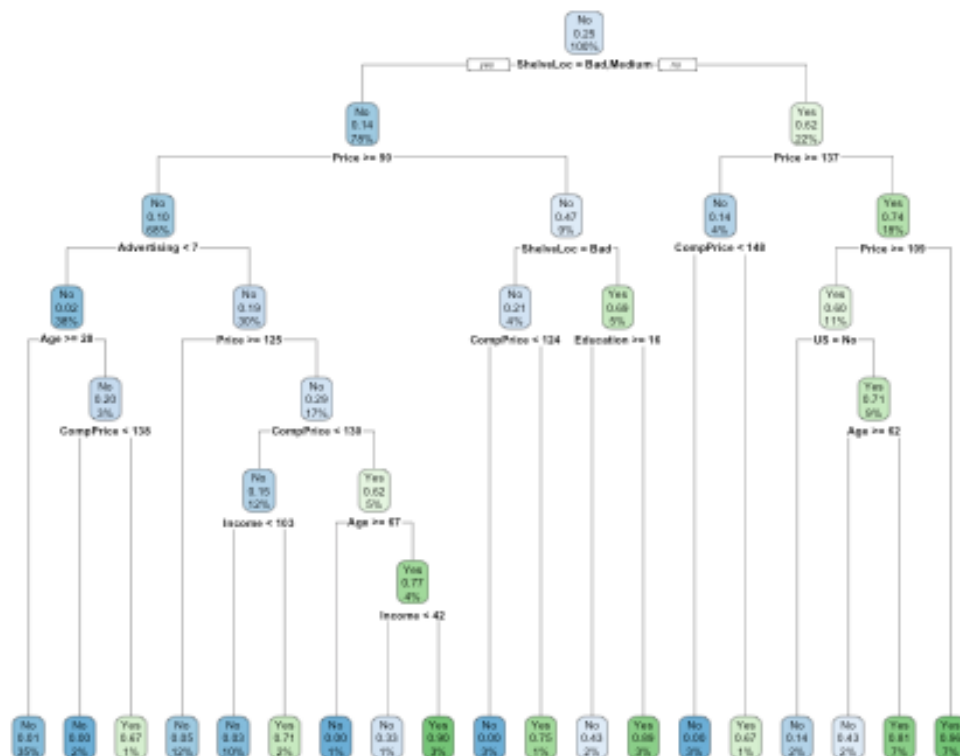 No
0.25
100%
yes ShelveLoc = Bad,Medium no
No
0.14
78%
Yes
0.62
22%
Price >= 90
Price >= 137
No
0.10
68%
No
0.47
9%
No
0.14
4%
Yes
0.74
18%
Advertising < 7
ShelveLoc = Bad
CompPrice < 148
Price >= 109
No
0.02
38%
No
0.19
30%
No
0.21
4%
Yes
0.69
5%
Yes
0.60
11%
Age >= 28
Price >= 125
CompPrice < 124
Education >= 16
US = No
No
0.20
3%
No
0.29
17%
Yes
0.71
9%
CompPrice < 138
CompPrice < 130
Age >= 62
No
0.15
12%
Yes
0.62
5%
Income < 103
Age >= 67
Yes
0.77
4%
Income < 42
No No Yes No No Yes No No Yes No Yes No Yes No Yes No No Yes Yes
0.01 0.00 0.67 0.05 0.03 0.71 0.00 0.33 0.90 0.00 0.75 0.43 0.89 0.00 0.67 0.14 0.43 0.81
35% 2% 1% 12% 10% 2% 1% 1% 3% 3% 1% 2% 3% 3% 1% 2% 2%